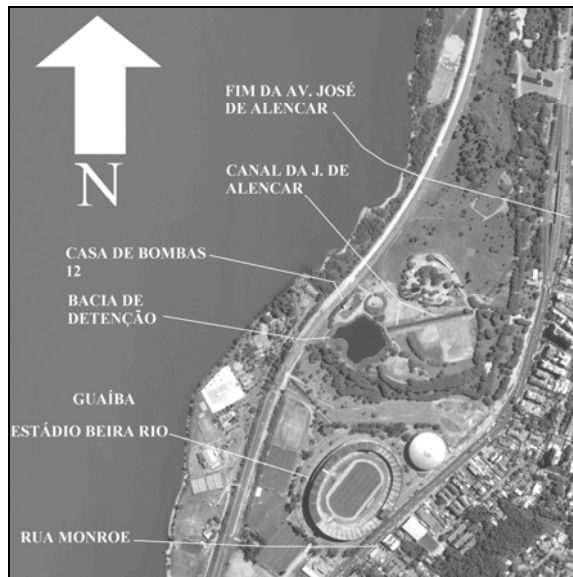 FIM DA AV. JOSÉ
DE ALENCAR
CANAL DA J. DE
ALENCAR
N
CASA DE BOMBAS
12
BACIA DE
DETENÇÃO
GUAÍBA
ESTÁDIO BEIRA RIO
RUA MONROE